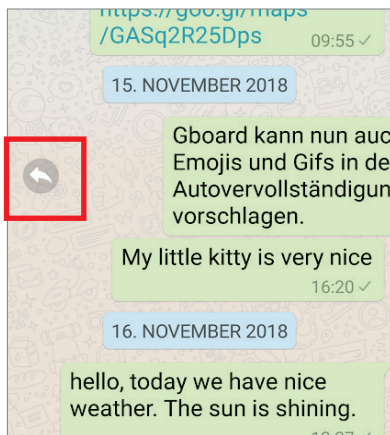 https://goo.gl/maps
/GASq2R25Dps 09:55
15. NOVEMBER 2018
Gboard kann nun auc
Emojis und Gifs in de
Autovervollständigun
vorschlagen.
My little kitty is very nice
16:20
16. NOVEMBER 2018
hello, today we have nice
weather. The sun is shining.